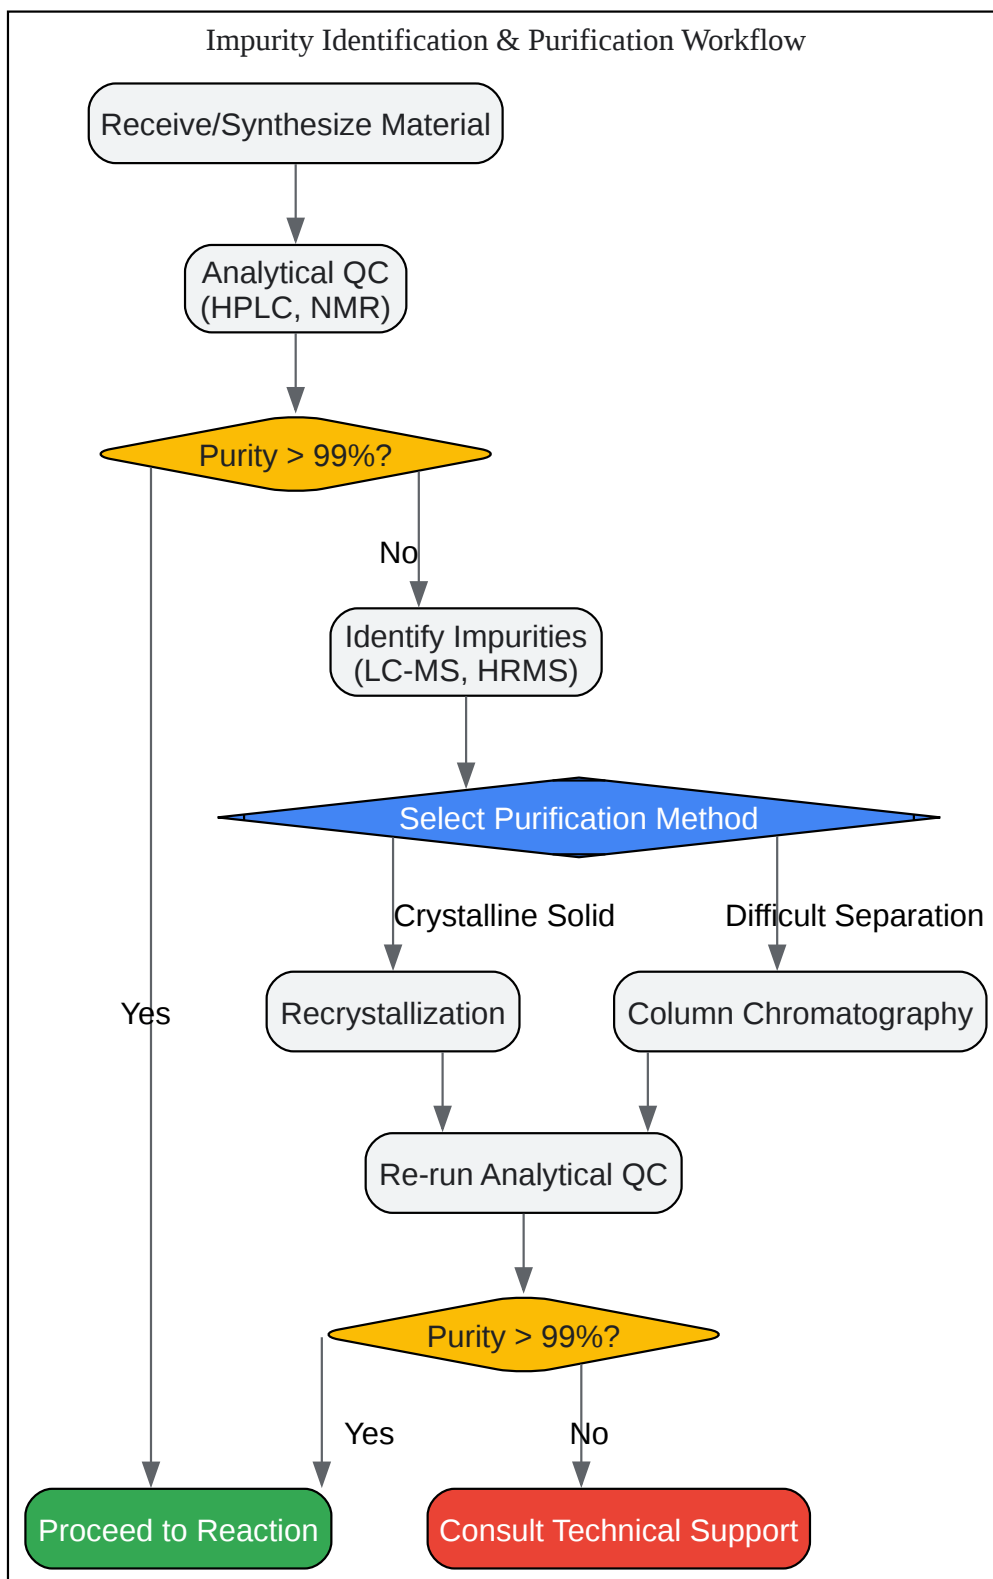 Impurity Identification & Purification Workflow
Receive/Synthesize Material
Analytical QC
(HPLC, NMR)
Purity > 99%?
No
Identify Impurities
(LC-MS, HRMS)
Select Purification Method
Crystalline Solid
Difficult Separation
Yes
Recrystallization
Column Chromatography
Re-run Analytical QC
Purity > 99%?
Yes
No
Proceed to Reaction
Consult Technical Support